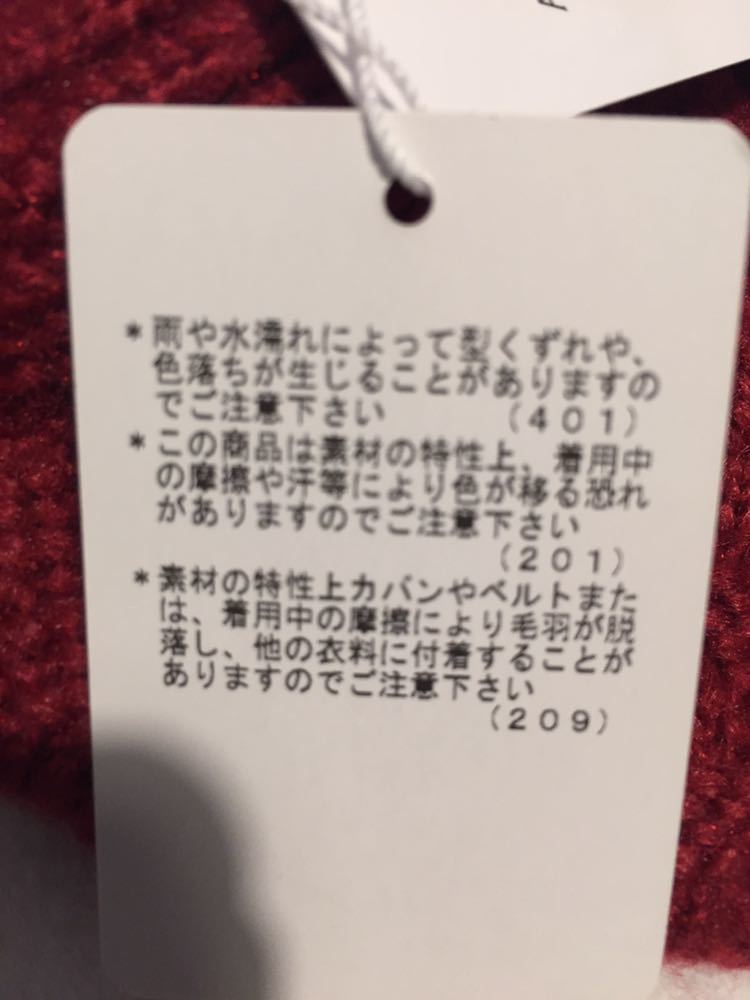 ＊雨や水濡れによって型くずれや、
色落ちが生じることがありますの
でご注意下さい　（４０１）
＊この商品は素材の特性上、着用中
の摩擦や汗等により色が移る恐れ
がありますのでご注意下さい
（２０１）
＊素材の特性上カバンやベルトまた
は、着用中の摩擦により毛羽が脱
落し、他の衣料に付着することが
ありますのでご注意下さい
（２０９）